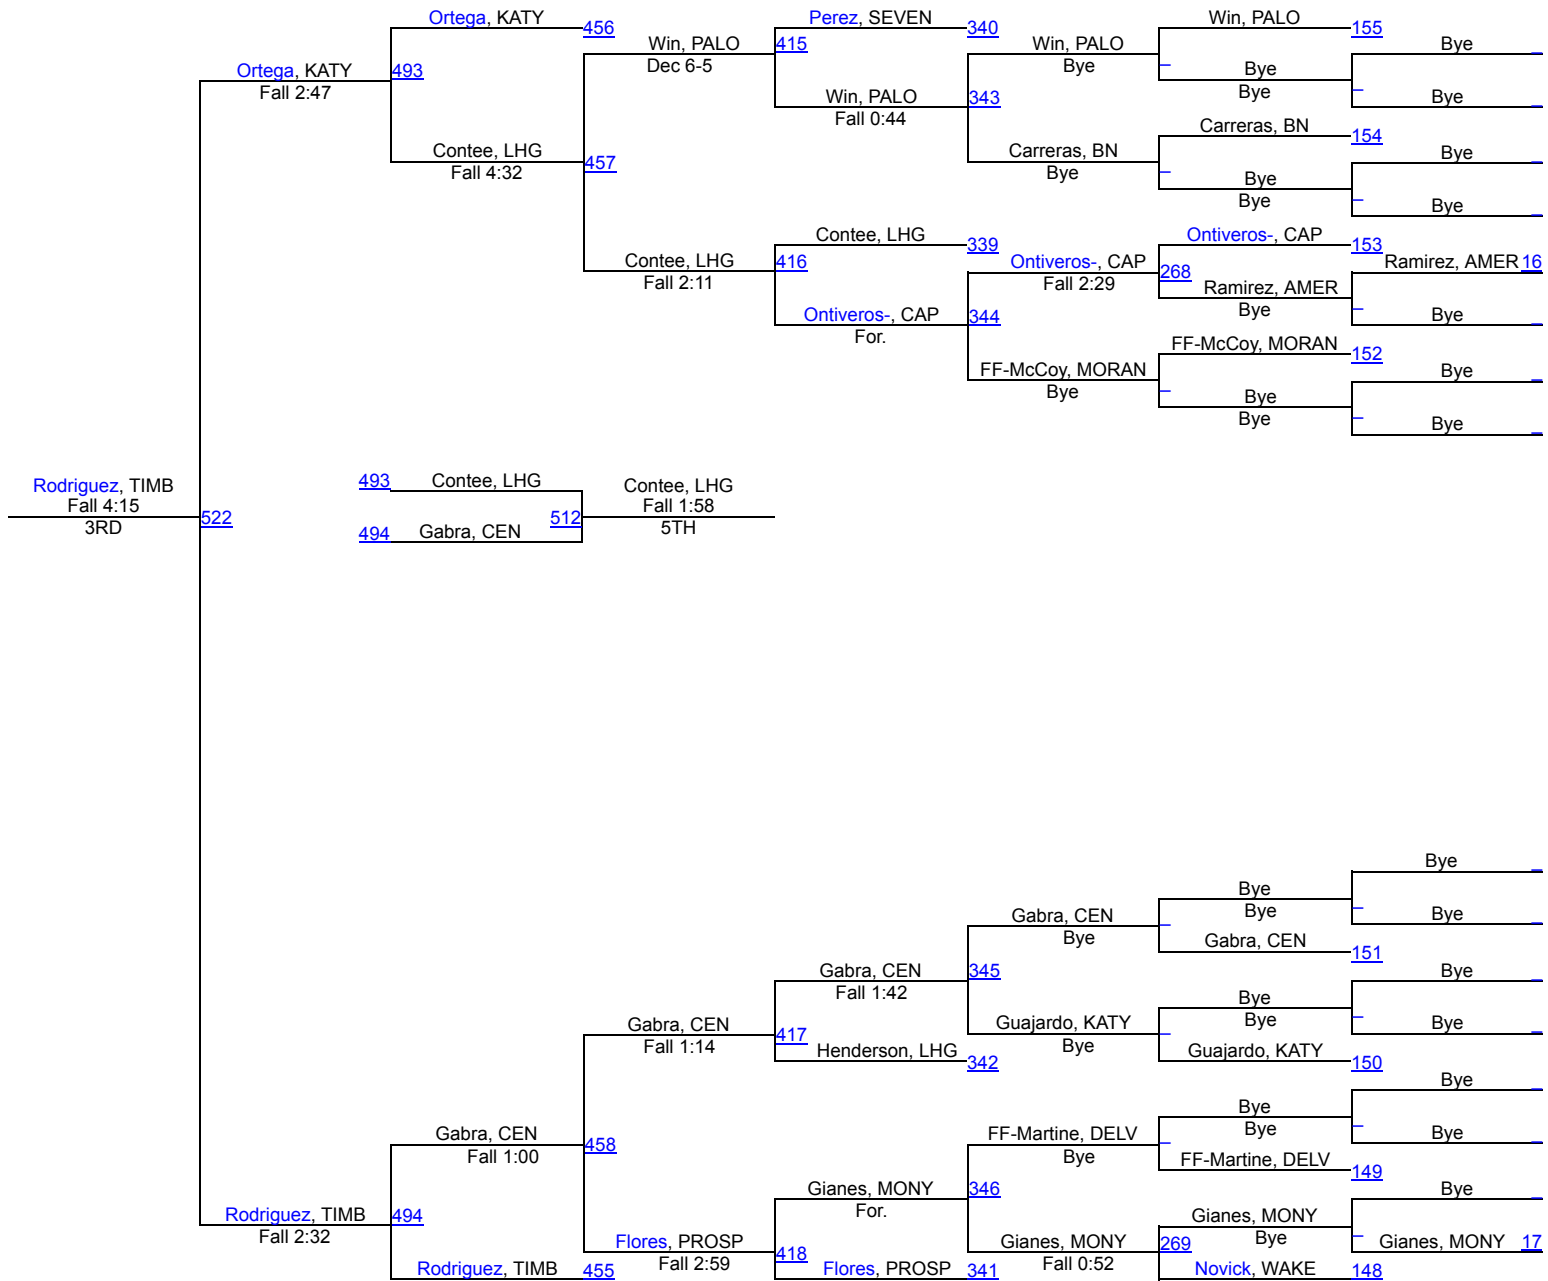 Ortega, KATY 456
Perez, SEVEN 340
Win, PALO 155
Win, PALO 415
Dec 6-5
Win, PALO
Bye
Bye
Ortega, KATY 493
Fall 2:47
Bye
Bye
Win, PALO 343
Fall 0:44
Bye
Carreras, BN 154
Contee, LHG 457
Fall 4:32
Carreras, BN
Bye
Bye
Bye
Bye
Bye
Contee, LHG 339
Ontiveros-, CAP 153
Contee, LHG 416
Fall 2:11
Ontiveros-, CAP 268
Fall 2:29
Ramirez, AMER 16
Ramirez, AMER
Bye
Ontiveros-, CAP 344
For.
Bye
FF-McCoy, MORAN 152
FF-McCoy, MORAN
Bye
Bye
Bye
Bye
Bye
Rodriguez, TIMB
Fall 4:15
3RD
522
493 Contee, LHG
494 Gabra, CEN
512
Contee, LHG
Fall 1:58
5TH
Bye
Bye
Bye
Bye
Gabra, CEN
Bye
Gabra, CEN 151
Gabra, CEN 345
Fall 1:42
Bye
Bye
Bye
Bye
Gabra, CEN 417
Fall 1:14
Guajardo, KATY
Bye
Henderson, LHG 342
Guajardo, KATY 150
Bye
Bye
Bye
Gabra, CEN 458
Fall 1:00
FF-Martine, DELV
Bye
Bye
FF-Martine, DELV 149
Gianes, MONY 346
For.
Bye
Rodriguez, TIMB 494
Fall 2:32
Gianes, MONY
Bye
Flores, PROSP 418
Fall 2:59
Gianes, MONY 269
Fall 0:52
Gianes, MONY 17
Rodriguez, TIMB 455
Flores, PROSP 341
Novick, WAKE 148